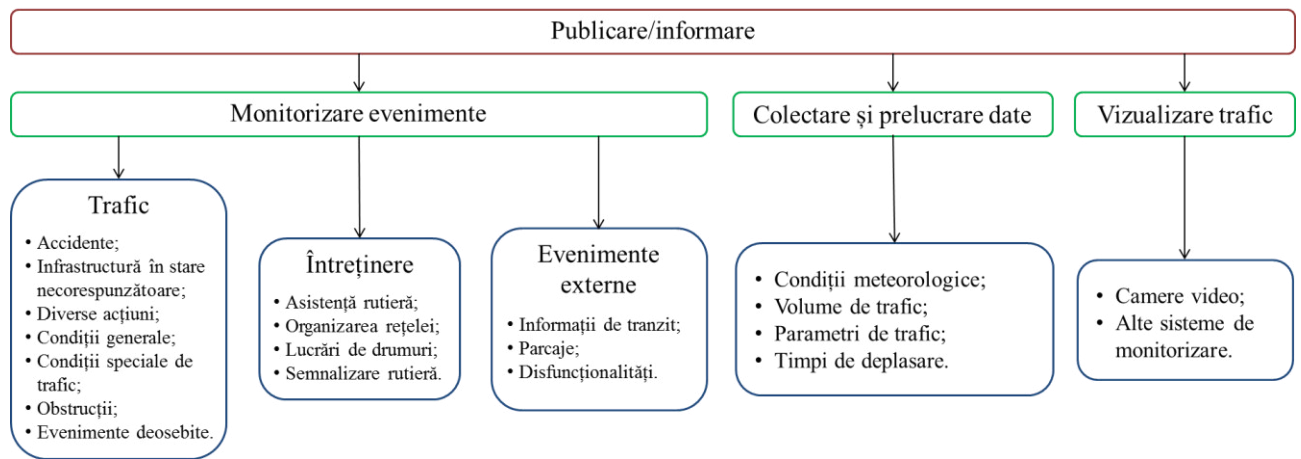 Publicare/informare
Monitorizare evenimente
Colectare și prelucrare date
Vizualizare trafic
Trafic
• Accidente;
• Infrastructură în stare
necorespunzătoare;
• Diverse acțiuni;
• Condiții generale;
• Condiții speciale de
trafic;
• Obstrucții;
• Evenimente deosebite.
Întreținere
• Asistență rutieră;
• Organizarea rețelei;
• Lucrări de drumuri;
• Semnalizare rutieră.
Evenimente
externe
• Informații de tranzit;
• Parcaje;
• Disfuncționalități.
• Condiții meteorologice;
• Volume de trafic;
• Parametri de trafic;
• Timpi de deplasare.
• Camere video;
• Alte sisteme de
monitorizare.